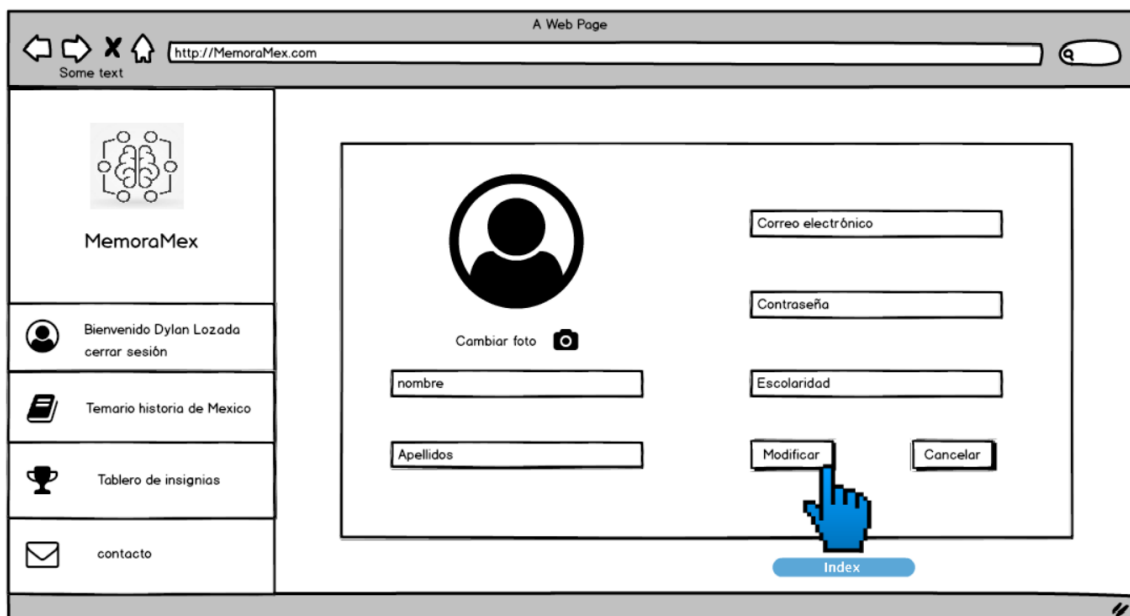 A Web Page
http://MemoraMex.com
Some text
MemoraMex
Bienvenido Dylan Lozada
cerrar sesión
Temario historia de Mexico
Tablero de insignias
contacto
Cambiar foto
nombre
Apellidos
Correo electrónico
Contraseña
Escolaridad
Modificar
Cancelar
Index